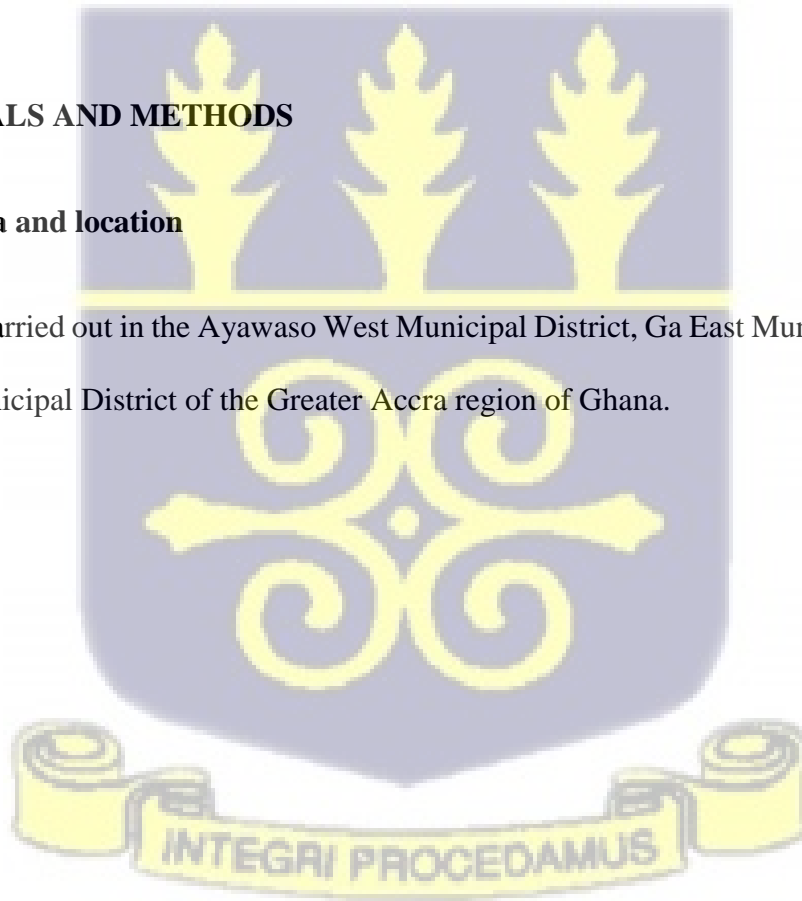 ALS AND METHODS
a and location
arried out in the Ayawaso West Municipal District, Ga East Mun
nicipal District of the Greater Accra region of Ghana.
INTEGRI PROCEDAMUS